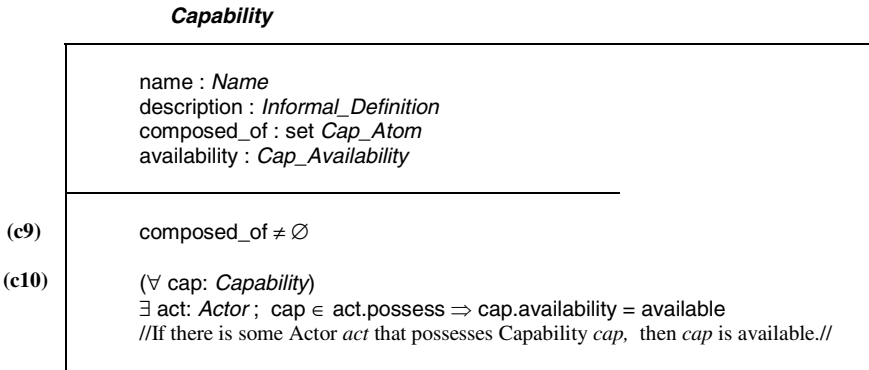 Capability
name : Name
description : Informal_Definition
composed_of : set Cap_Atom
availability : Cap_Availability
(c9) composed_of ≠ ∅
(c10) (∀ cap: Capability)
∃ act: Actor ; cap ∈ act.possess ⇒ cap.availability = available
//If there is some Actor act that possesses Capability cap, then cap is available.//